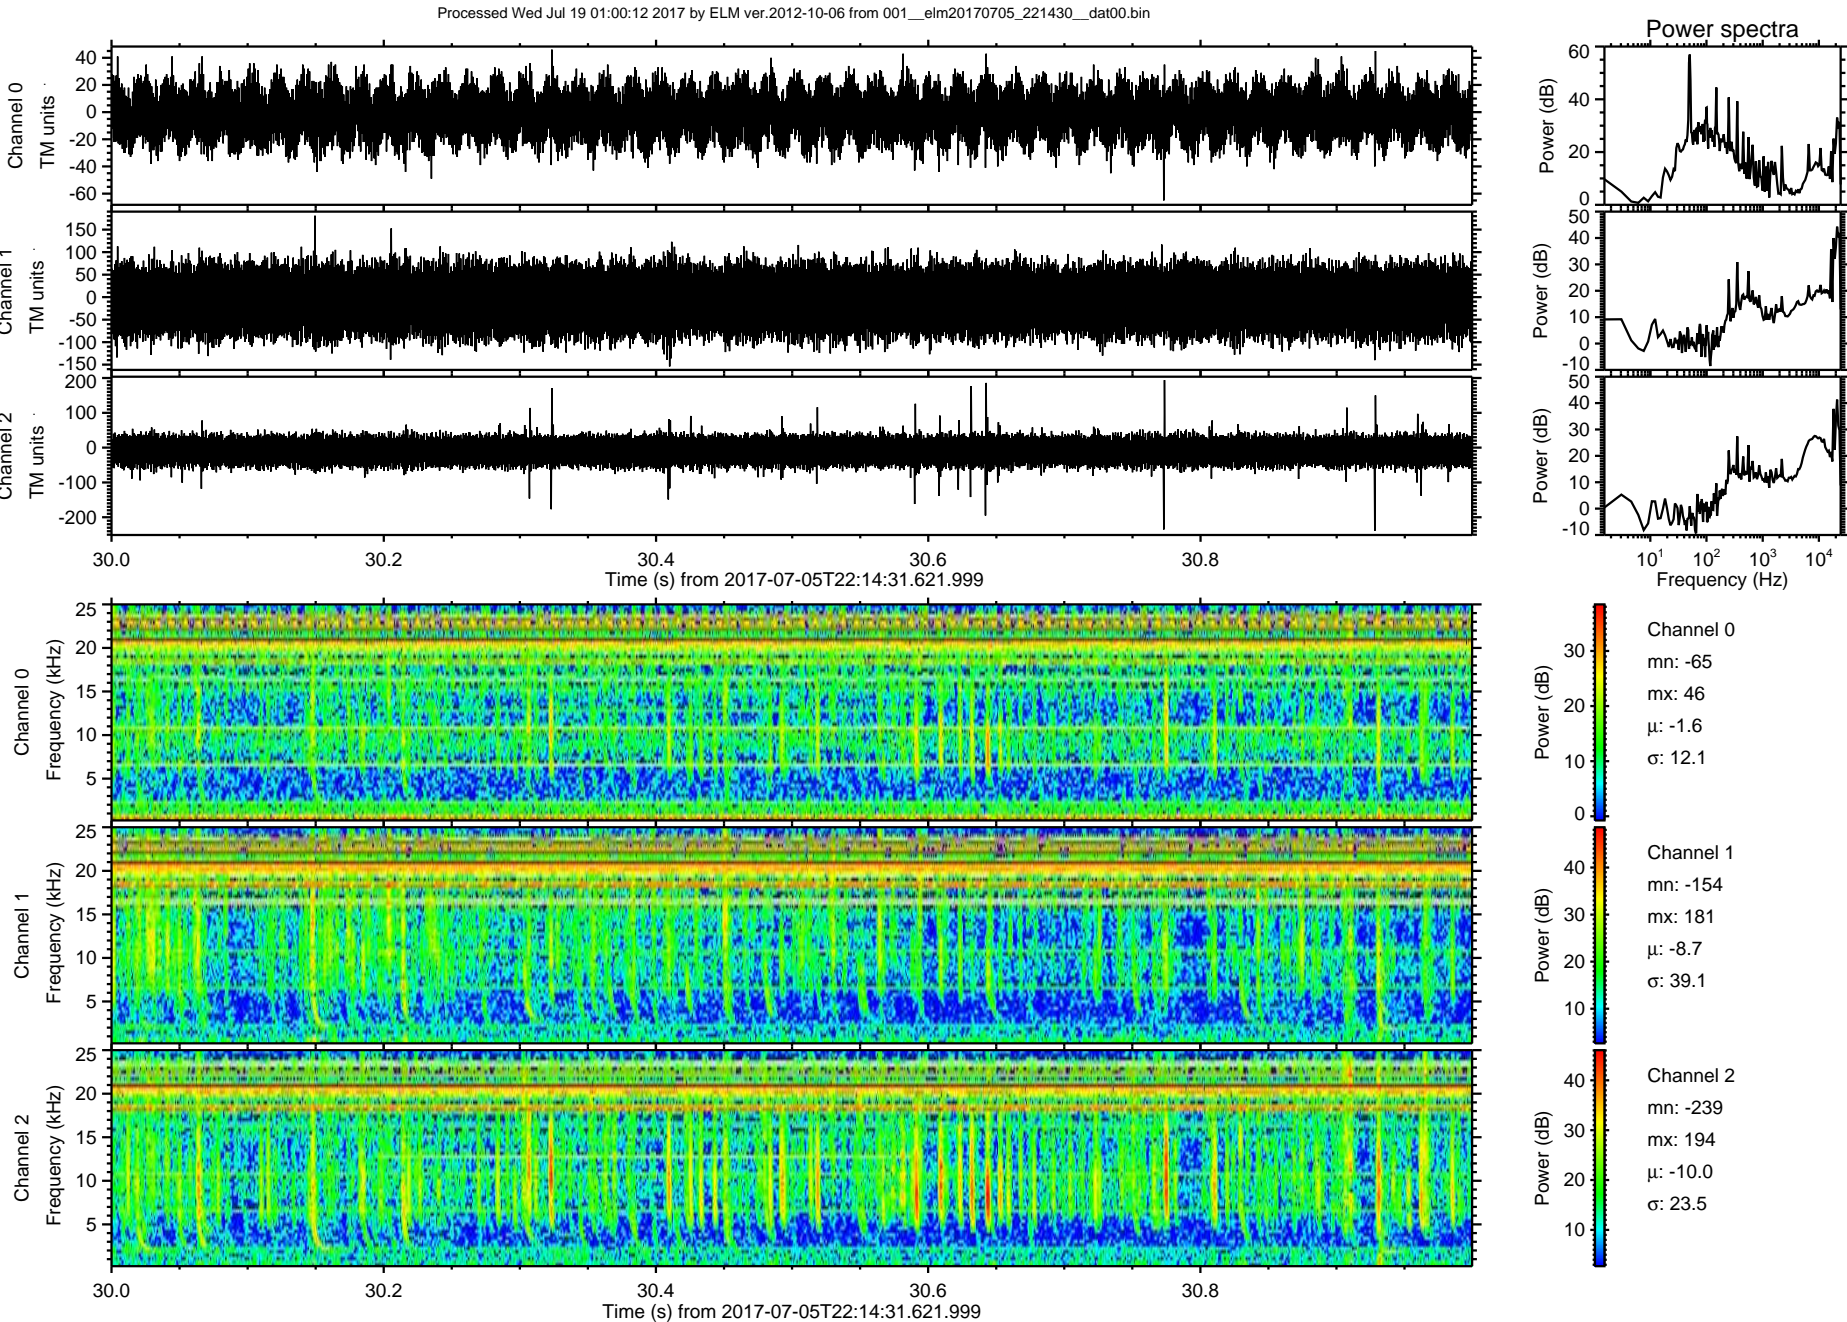 Processed Wed Jul 19 01:00:12 2017 by ELM ver.2012-10-06 from 001__elm20170705_221430__dat00.bin
Power spectra
Channel 0
TM units
40
20
0
-20
-40
-60
Power (dB)
60
40
20
0
Channel 1
TM units
150
100
50
0
-50
-100
-150
Power (dB)
50
40
30
20
10
0
-10
Channel 2
TM units
200
100
0
-100
-200
Power (dB)
50
40
30
20
10
0
-10
30.0 30.2 30.4 30.6 30.8
Time (s) from 2017-07-05T22:14:31.621.999
10¹ 10² 10³ 10⁴
Frequency (Hz)
Channel 0
Frequency (kHz)
25
20
15
10
5
Power (dB)
30
20
10
0
Channel 0
mn: -65
mx: 46
μ: -1.6
σ: 12.1
Channel 1
Frequency (kHz)
25
20
15
10
5
Power (dB)
40
30
20
10
Channel 1
mn: -154
mx: 181
μ: -8.7
σ: 39.1
Channel 2
Frequency (kHz)
25
20
15
10
5
Power (dB)
40
30
20
10
Channel 2
mn: -239
mx: 194
μ: -10.0
σ: 23.5
30.0 30.2 30.4 30.6 30.8
Time (s) from 2017-07-05T22:14:31.621.999